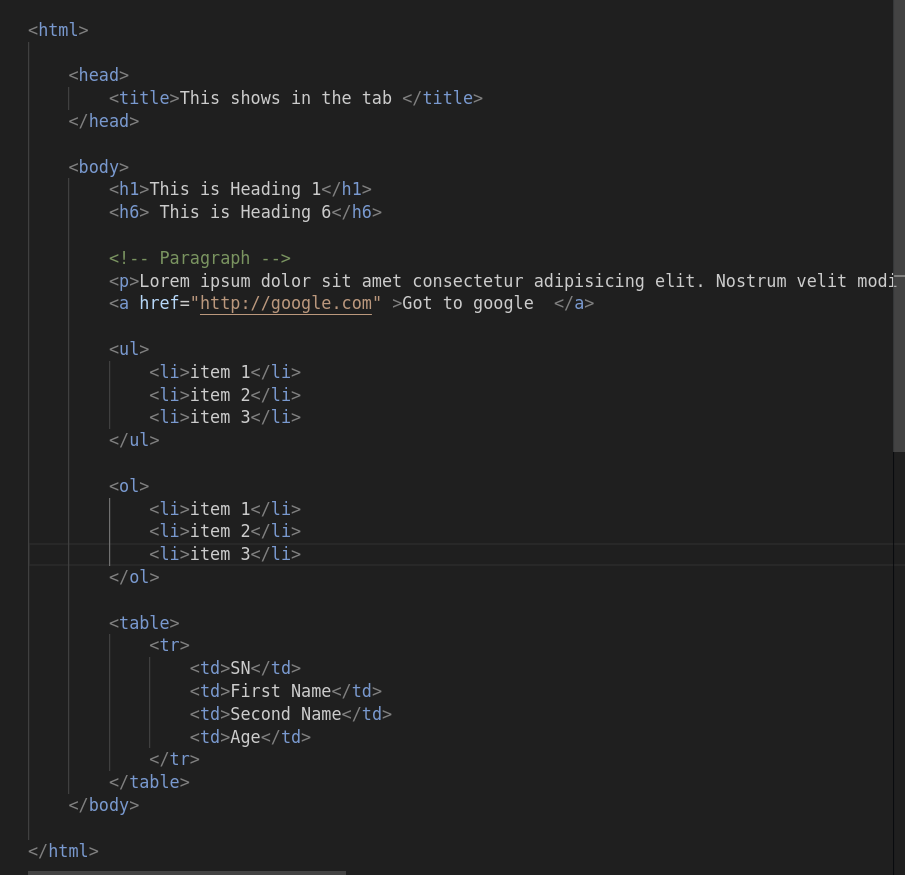 <html>
<head>
<title>This shows in the tab </title>
</head>
<body>
<h1>This is Heading 1</h1>
<h6> This is Heading 6</h6>
<!-- Paragraph -->
<p>Lorem ipsum dolor sit amet consectetur adipisicing elit. Nostrum velit modi
<a href="http://google.com" >Got to google  </a>
<ul>
<li>item 1</li>
<li>item 2</li>
<li>item 3</li>
</ul>
<ol>
<li>item 1</li>
<li>item 2</li>
<li>item 3</li>
</ol>
<table>
<tr>
<td>SN</td>
<td>First Name</td>
<td>Second Name</td>
<td>Age</td>
</tr>
</table>
</body>
</html>